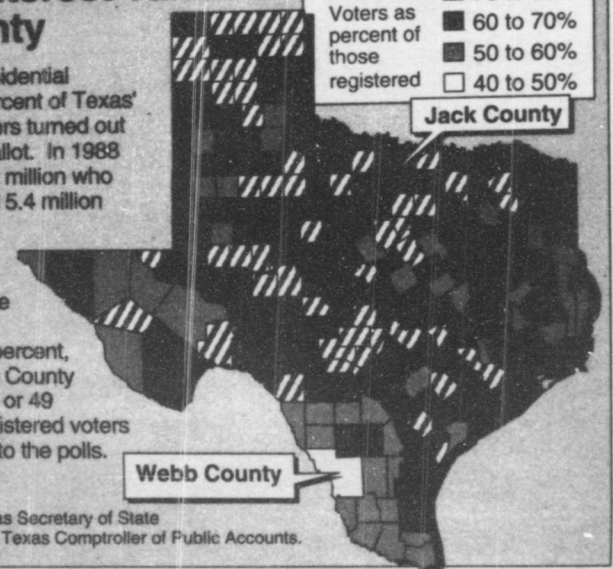 nty
sidential
rcent of Texas'
ers turned out
allot. In 1988
million who
5.4 million
e
percent,
County
or 49
istered voters
to the polls.
Voters as
percent of
those
registered
60 to 70%
50 to 60%
40 to 50%
Jack County
Webb County
as Secretary of State
Texas Comptroller of Public Accounts.